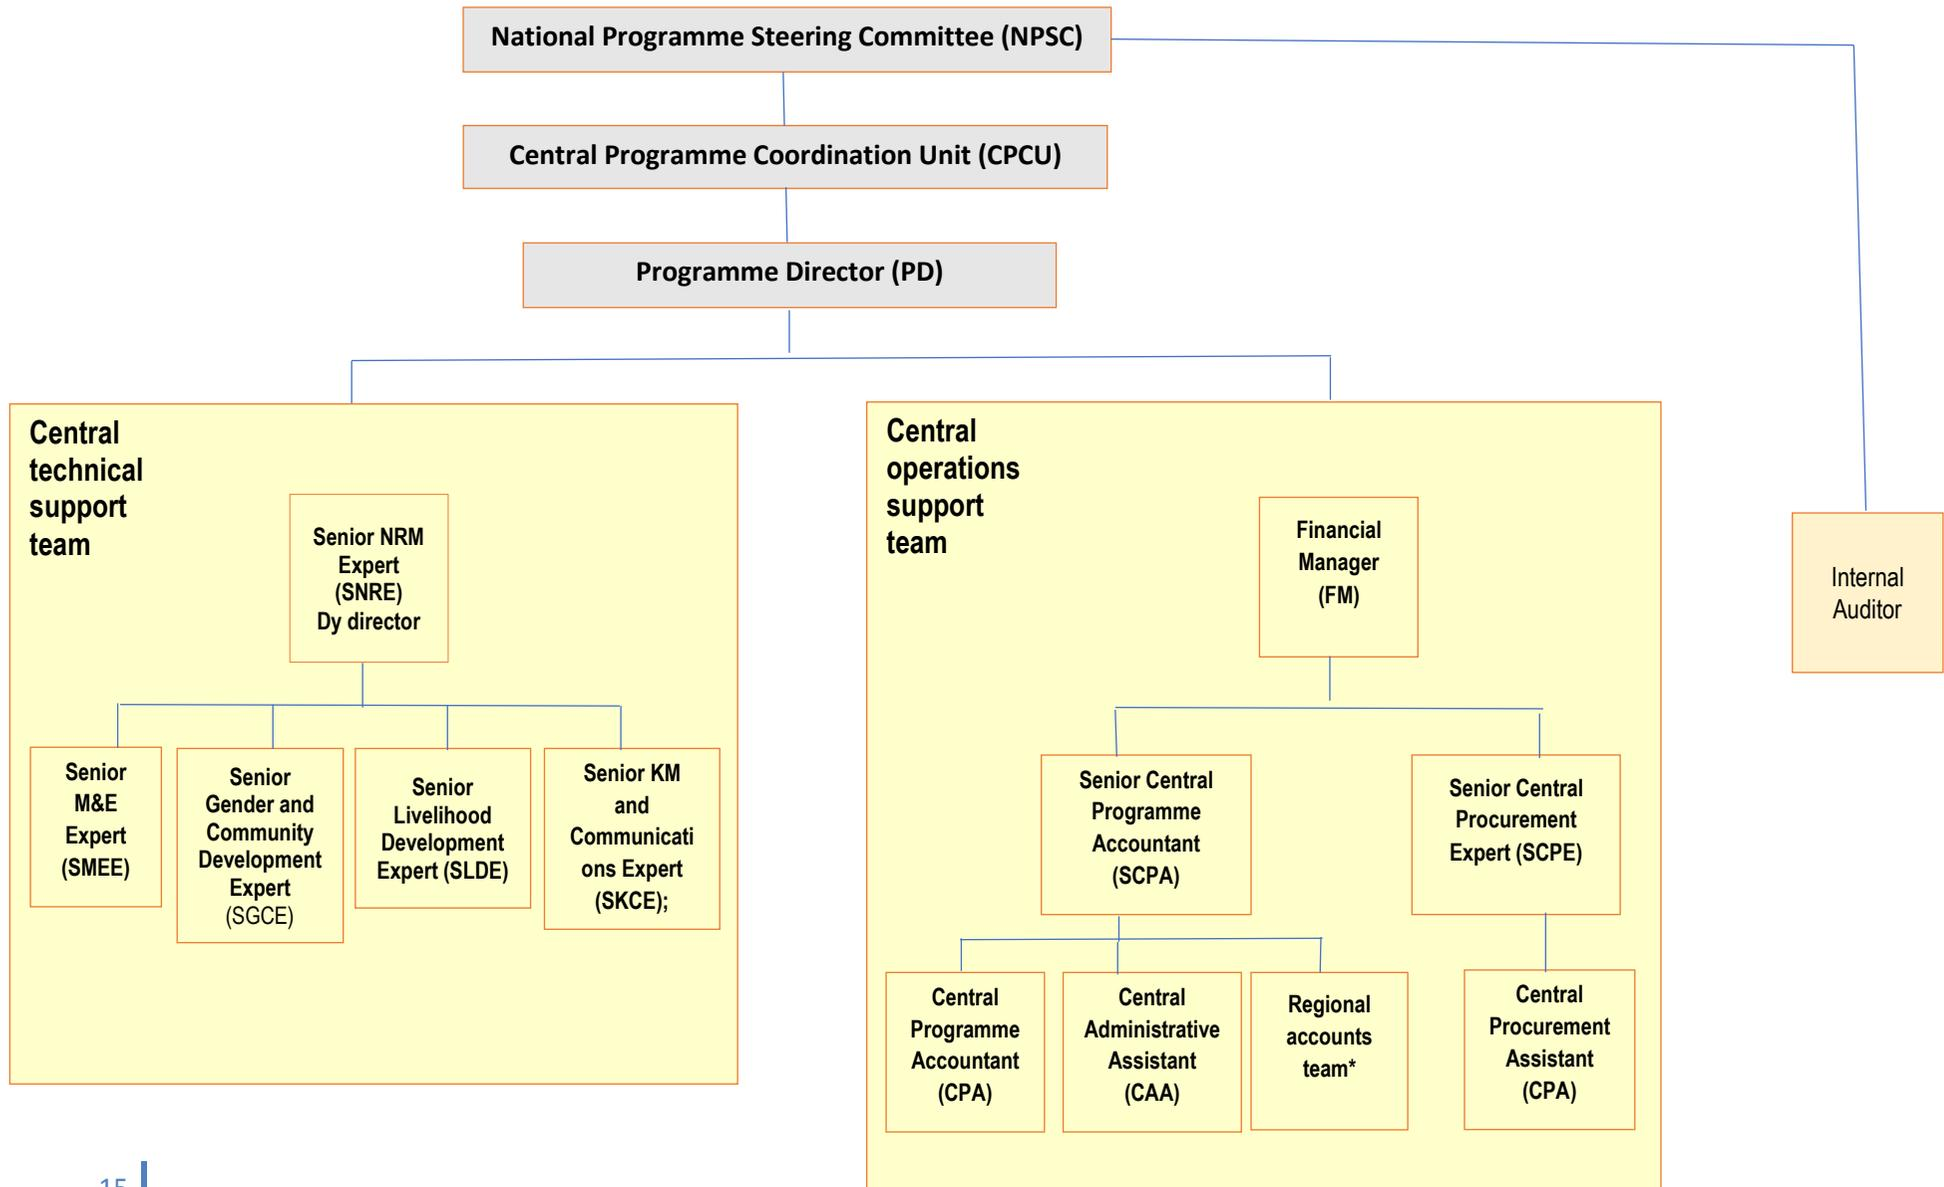 National Programme Steering Committee (NPSC)
Central Programme Coordination Unit (CPCU)
Programme Director (PD)
Central
technical
support
team
Senior NRM
Expert
(SNRE)
Dy director
Senior
M&E
Expert
(SMEE)
Senior
Gender and
Community
Development
Expert
(SGCE)
Senior
Livelihood
Development
Expert (SLDE)
Senior KM
and
Communicati
ons Expert
(SKCE);
Central
operations
support
team
Financial
Manager
(FM)
Senior Central
Programme
Accountant
(SCPA)
Senior Central
Procurement
Expert (SCPE)
Central
Programme
Accountant
(CPA)
Central
Administrative
Assistant
(CAA)
Regional
accounts
team*
Central
Procurement
Assistant
(CPA)
Internal
Auditor
15